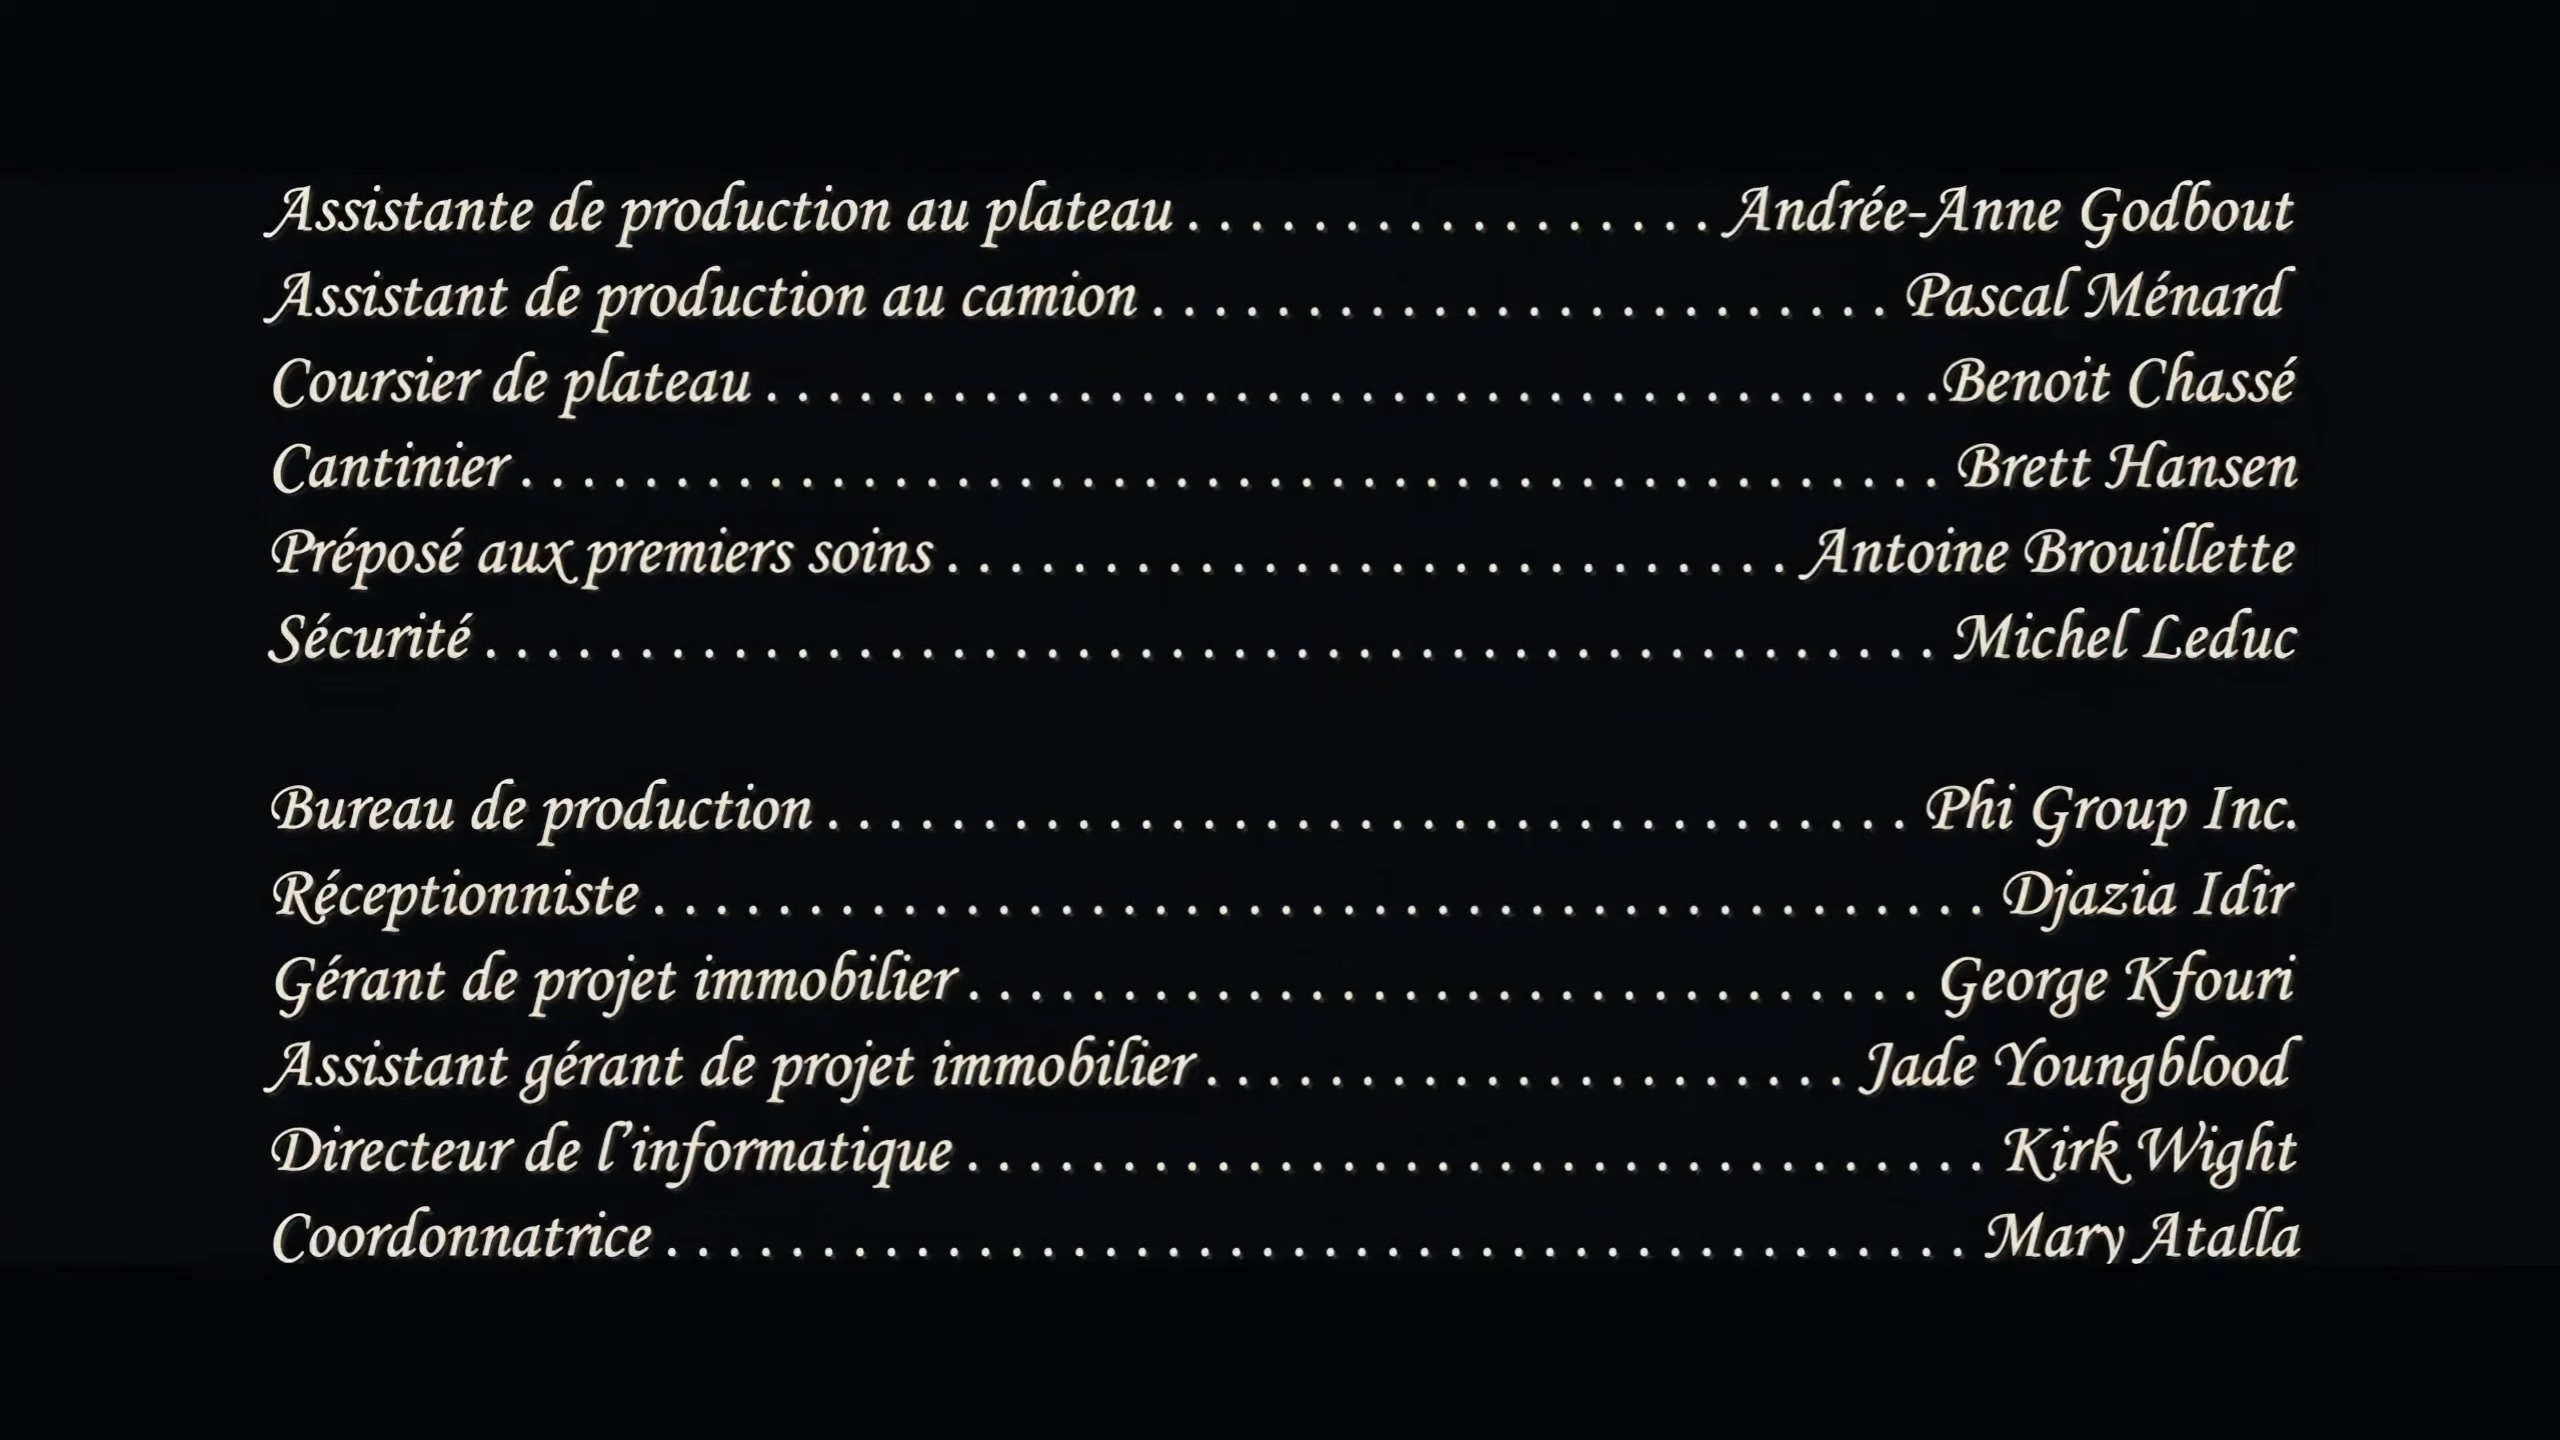 Assistante de production au plateau . . . . . . . . . . . . . . . . . Andrée-Anne Godbout
Assistant de production au camion . . . . . . . . . . . . . . . . . . . . . . . . Pascal Ménard
Coursier de plateau . . . . . . . . . . . . . . . . . . . . . . . . . . . . . . . . . . . . . . Benoit Chassé
Cantinier . . . . . . . . . . . . . . . . . . . . . . . . . . . . . . . . . . . . . . . . . . . . . . Brett Hansen
Préposé aux premiers soins . . . . . . . . . . . . . . . . . . . . . . . . . . . Antoine Brouillette
Sécurité . . . . . . . . . . . . . . . . . . . . . . . . . . . . . . . . . . . . . . . . . . . . . . . Michel Leduc
Bureau de production . . . . . . . . . . . . . . . . . . . . . . . . . . . . . . . . . . . Phi Group Inc.
Réceptionniste . . . . . . . . . . . . . . . . . . . . . . . . . . . . . . . . . . . . . . . . . . . Djazia Idir
Gérant de projet immobilier . . . . . . . . . . . . . . . . . . . . . . . . . . . . . . . George Kfouri
Assistant gérant de projet immobilier . . . . . . . . . . . . . . . . . . . . . Jade Youngblood
Directeur de l’informatique . . . . . . . . . . . . . . . . . . . . . . . . . . . . . . . . . Kirk Wight
Coordonnatrice . . . . . . . . . . . . . . . . . . . . . . . . . . . . . . . . . . . . . . . . . . Mary Atalla